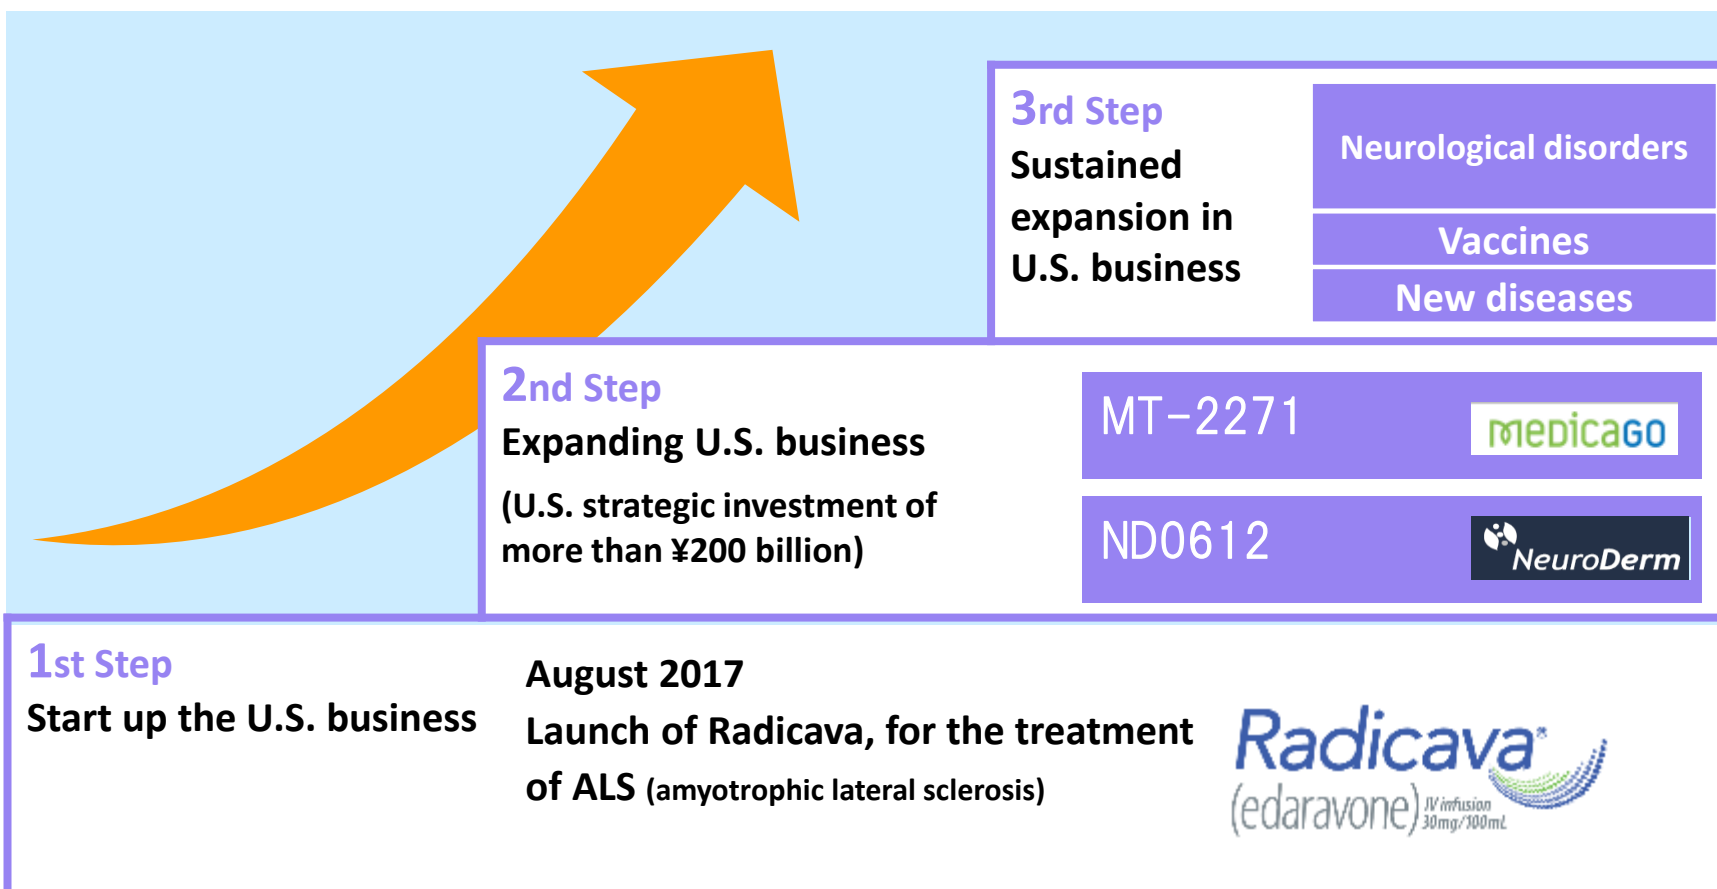 3rd Step
Sustained
expansion in
U.S. business
Neurological disorders
Vaccines
New diseases
2nd Step
Expanding U.S. business
(U.S. strategic investment of
more than ¥200 billion)
MT-2271
medicago
ND0612
NeuroDerm
1st Step
Start up the U.S. business
August 2017
Launch of Radicava, for the treatment
of ALS (amyotrophic lateral sclerosis)
Radicava®
(edaravone) IV infusion
30mg/100mL